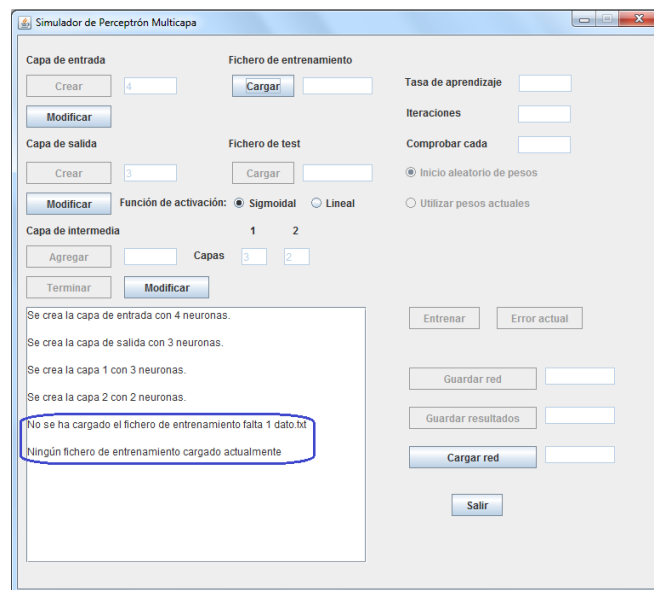 Simulador de Perceptrón Multicapa
Capa de entrada
Fichero de entrenamiento
Crear
4
Cargar
Tasa de aprendizaje
Modificar
Iteraciones
Capa de salida
Fichero de test
Comprobar cada
Crear
3
Cargar
Inicio aleatorio de pesos
Modificar
Función de activación:
Sigmoidal
Lineal
Utilizar pesos actuales
Capa de intermedia
1
2
Agregar
Capas
3
2
Terminar
Modificar
Se crea la capa de entrada con 4 neuronas.
Se crea la capa de salida con 3 neuronas.
Se crea la capa 1 con 3 neuronas.
Se crea la capa 2 con 2 neuronas.
No se ha cargado el fichero de entrenamiento falta 1 dato.txt
Ningún fichero de entrenamiento cargado actualmente
Entrenar
Error actual
Guardar red
Guardar resultados
Cargar red
Salir